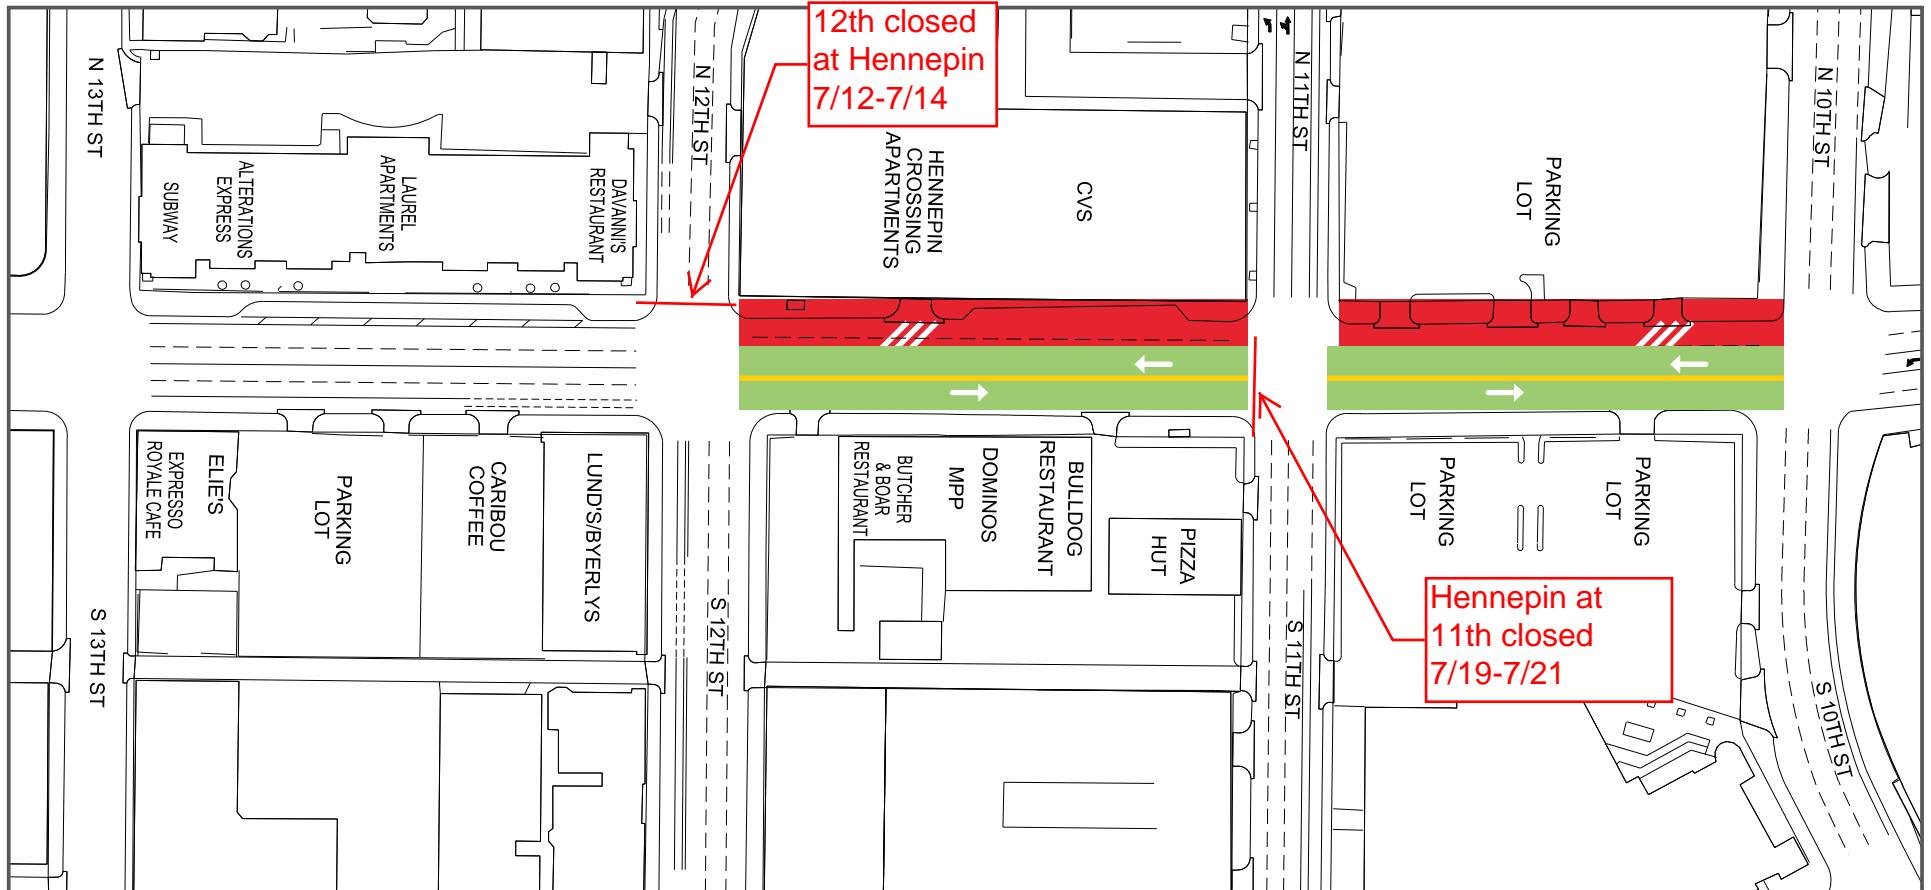 12th closed
at Hennepin
7/12-7/14
N 13TH ST
N 12TH ST
N 11TH ST
N 10TH ST
SUBWAY
ALTERATIONS
EXPRESS
LAUREL
APARTMENTS
DAVANNI'S
RESTAURANT
HENNEPIN
CROSSING
APARTMENTS
CVS
PARKING
LOT
ELIE'S
EXPRESSO
ROYALE CAFE
PARKING
LOT
CARIBOU
COFFEE
LUND'S/BYERLYS
BUTCHER
& BOAR
RESTAURANT
DOMINOS
MPP
BULLDOG
RESTAURANT
PIZZA
HUT
PARKING
LOT
PARKING
LOT
Hennepin at
11th closed
7/19-7/21
S 13TH ST
S 12TH ST
S 11TH ST
S 10TH ST